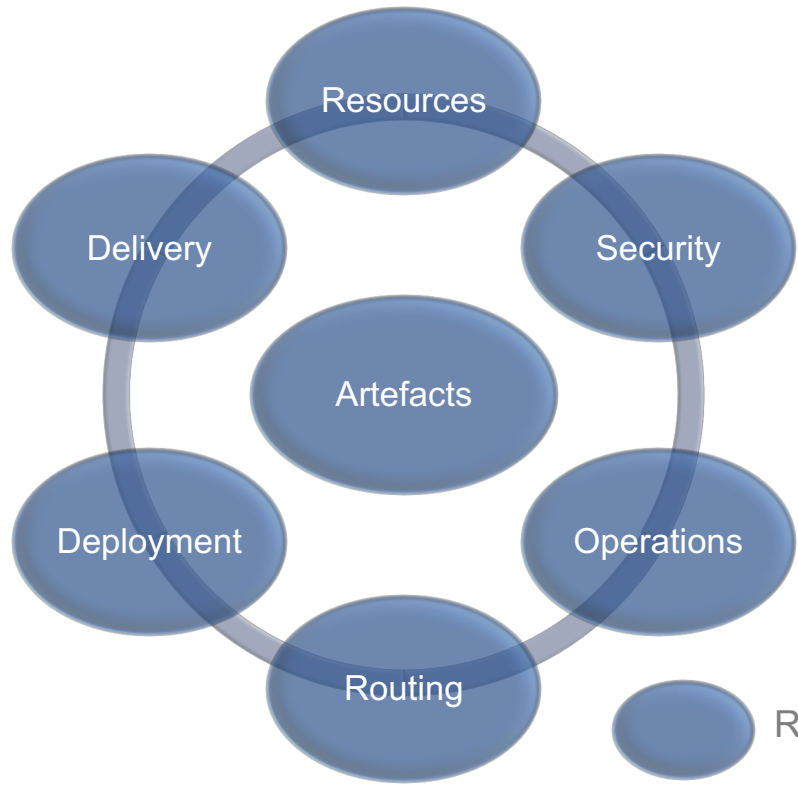 Resources
Delivery
Security
Artefacts
Deployment
Operations
Routing
R